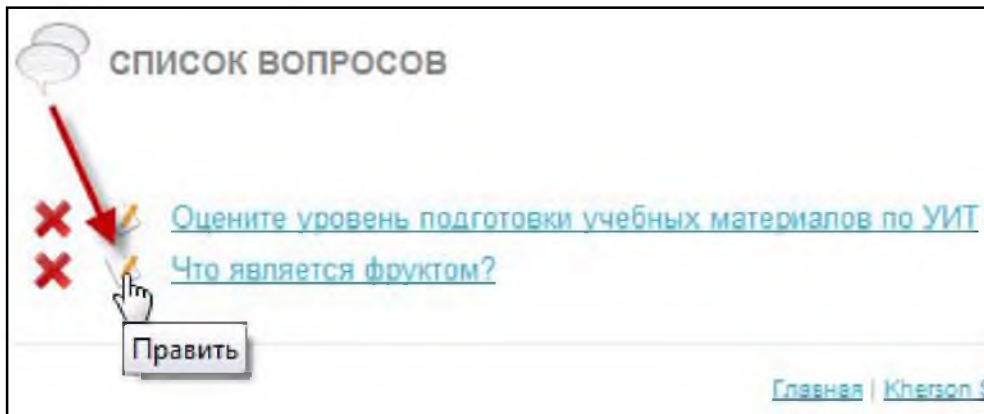 СПИСОК ВОПРОСОВ
Оцените уровень подготовки учебных материалов по УИТ
Что является фруктом?
Править
Главная | Kherson